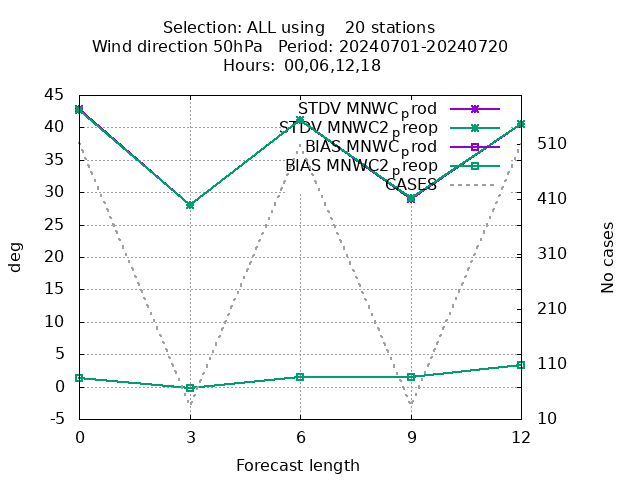 Selection: ALL using    20 stations
Wind direction 50hPa   Period: 20240701-20240720
Hours: 00,06,12,18
STDV MNWC_prod
STDV MNWC2_preop
BIAS MNWC_prod
BIAS MNWC2_preop
CASES
45
40
35
30
25
20
15
10
5
0
-5
deg
510
410
310
210
110
10
No cases
0 3 6 9 12
Forecast length